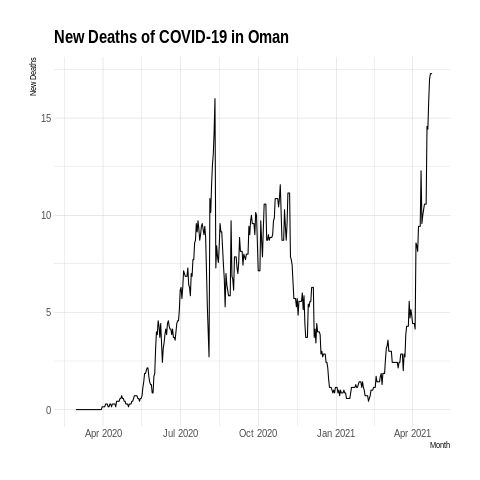 New Deaths of COVID-19 in Oman
New Deaths
15
10
5
0
Apr 2020
Jul 2020
Oct 2020
Jan 2021
Apr 2021
Month